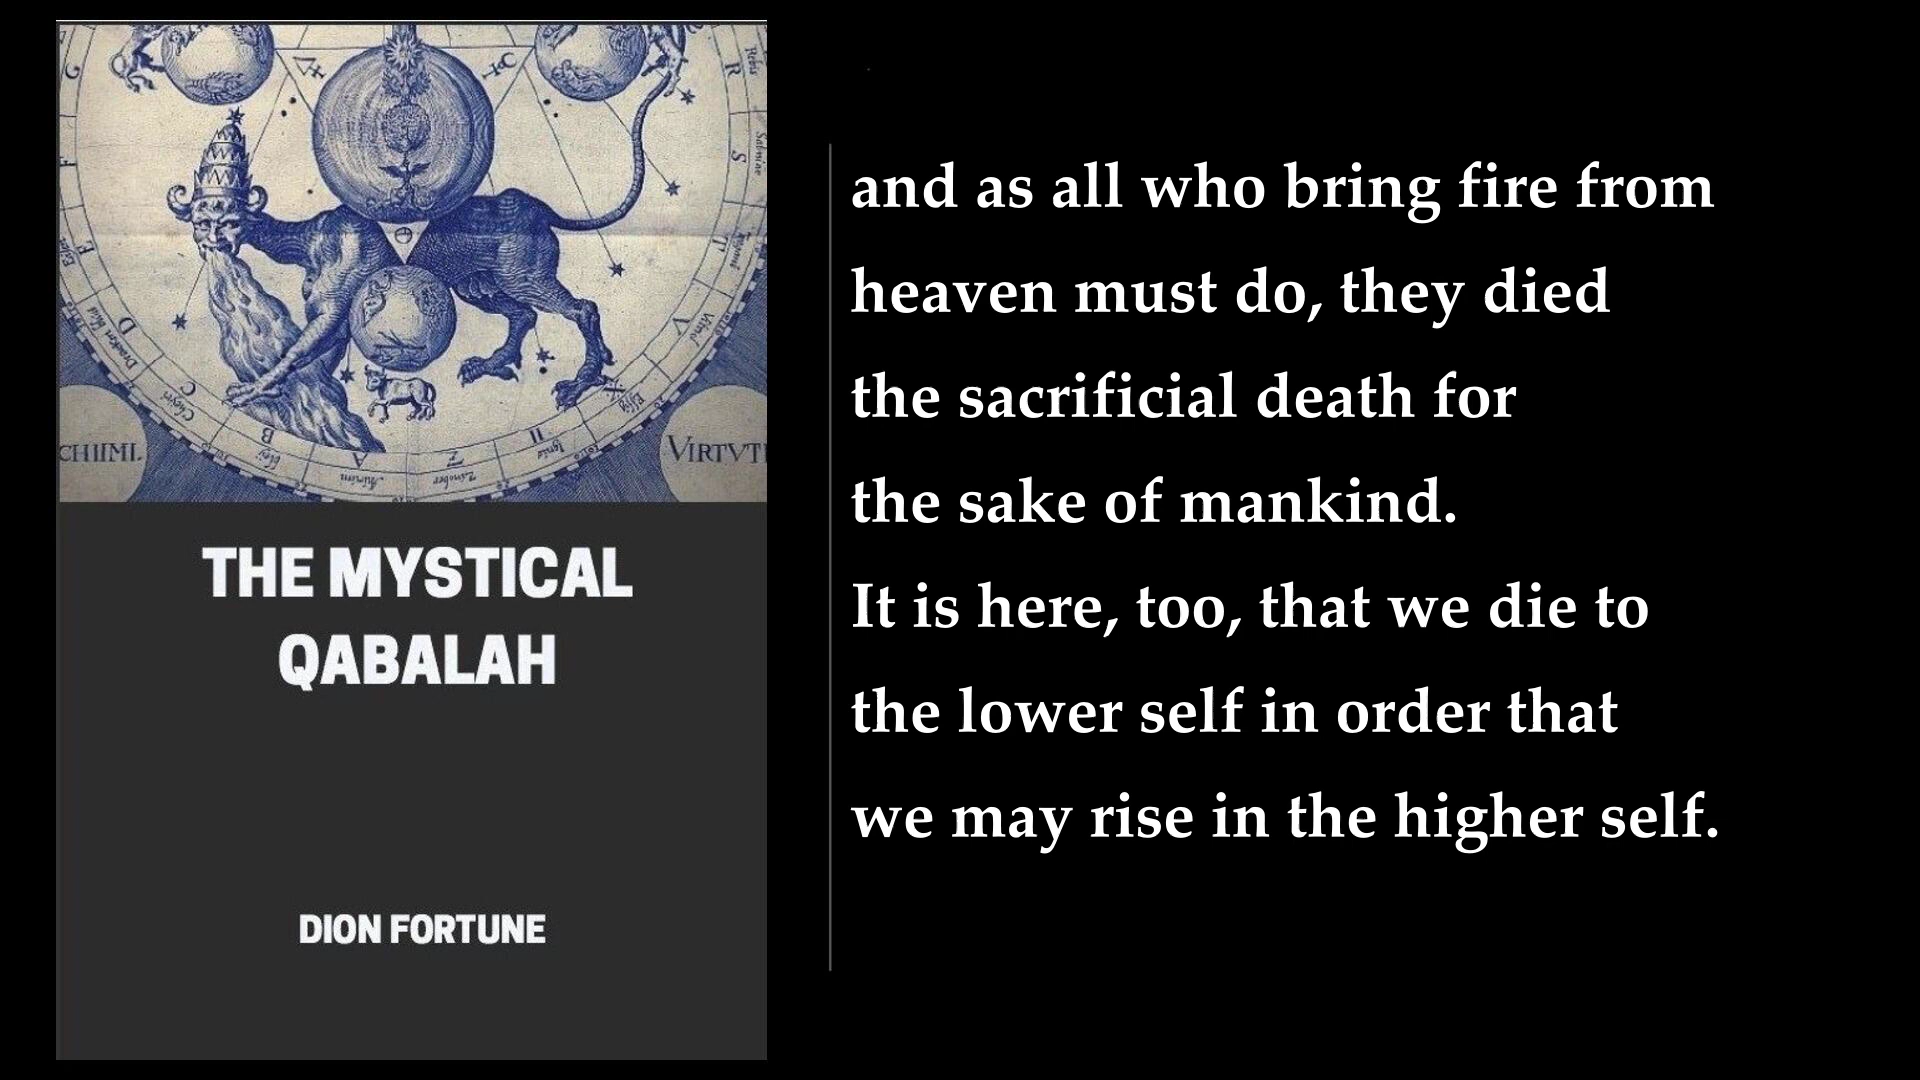 CHIIMI.
VIRTVTI
THE MYSTICAL
QABALAH
DION FORTUNE
and as all who bring fire from
heaven must do, they died
the sacrificial death for
the sake of mankind.
It is here, too, that we die to
the lower self in order that
we may rise in the higher self.